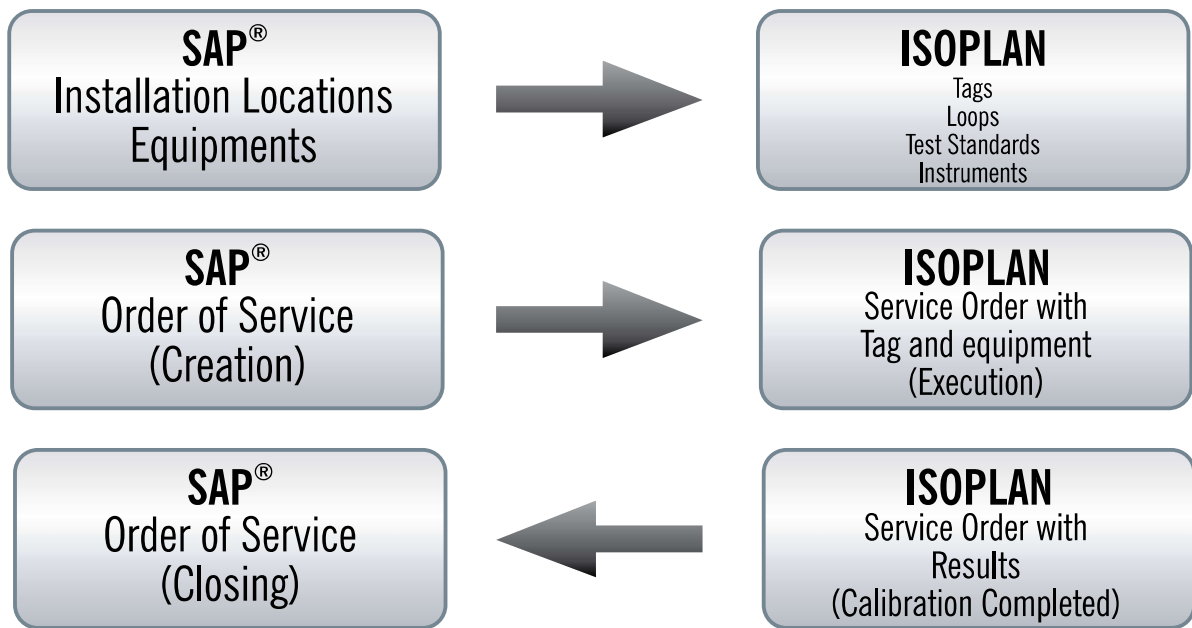 SAP®
Installation Locations
Equipments
ISOPLAN
Tags
Loops
Test Standards
Instruments
SAP®
Order of Service
(Creation)
ISOPLAN
Service Order with
Tag and equipment
(Execution)
SAP®
Order of Service
(Closing)
ISOPLAN
Service Order with
Results
(Calibration Completed)